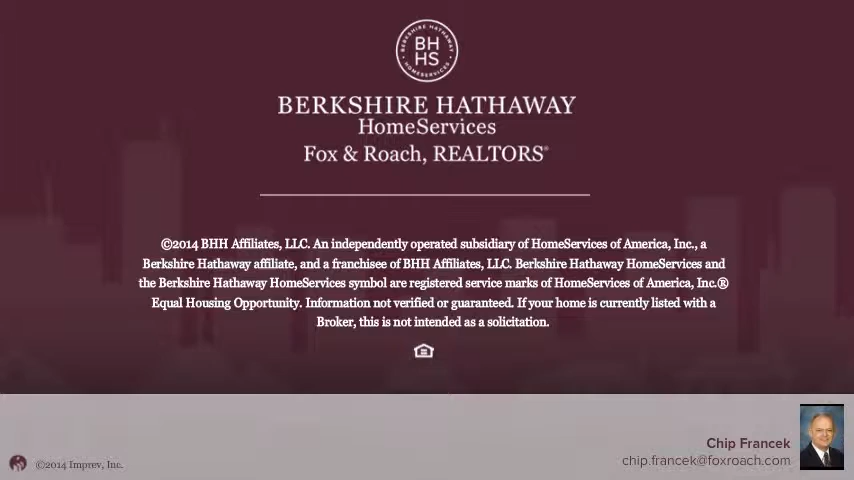 BERKSHIRE HATHAWAY HOMESERVICES
BH
HS
BERKSHIRE HATHAWAY
HomeServices
Fox & Roach, REALTORS®
©2014 BHH Affiliates, LLC. An independently operated subsidiary of HomeServices of America, Inc., a
Berkshire Hathaway affiliate, and a franchisee of BHH Affiliates, LLC. Berkshire Hathaway HomeServices and
the Berkshire Hathaway HomeServices symbol are registered service marks of HomeServices of America, Inc.®
Equal Housing Opportunity. Information not verified or guaranteed. If your home is currently listed with a
Broker, this is not intended as a solicitation.
Chip Francek
chip.francek@foxroach.com
©2014 Imprev, Inc.